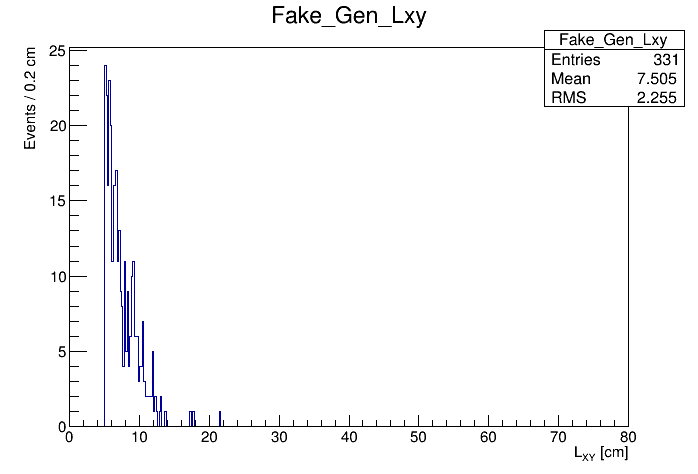 Fake_Gen_Lxy
Fake_Gen_Lxy
Entries 331
Mean 7.505
RMS 2.255
Events / 0.2 cm
25
20
15
10
5
0
0 10 20 30 40 50 60 70 80
LXY [cm]